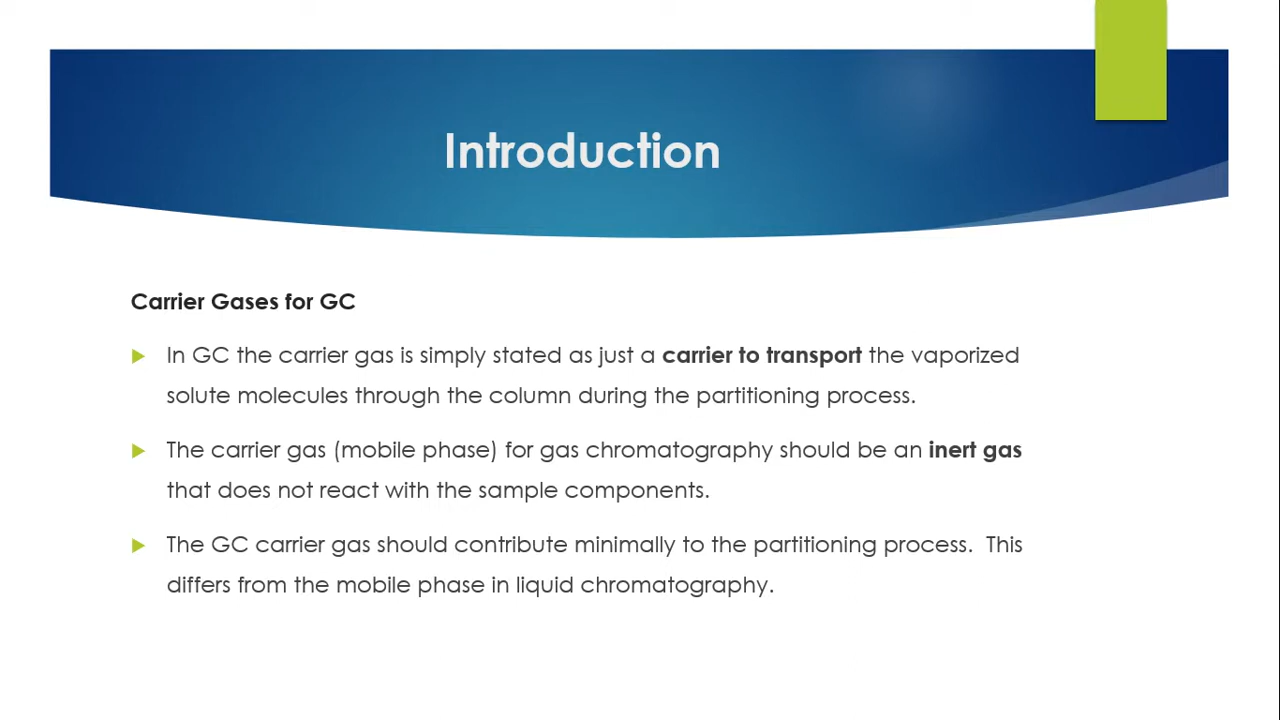 Introduction
Carrier Gases for GC
In GC the carrier gas is simply stated as just a carrier to transport the vaporized
solute molecules through the column during the partitioning process.
The carrier gas (mobile phase) for gas chromatography should be an inert gas
that does not react with the sample components.
The GC carrier gas should contribute minimally to the partitioning process.  This
differs from the mobile phase in liquid chromatography.